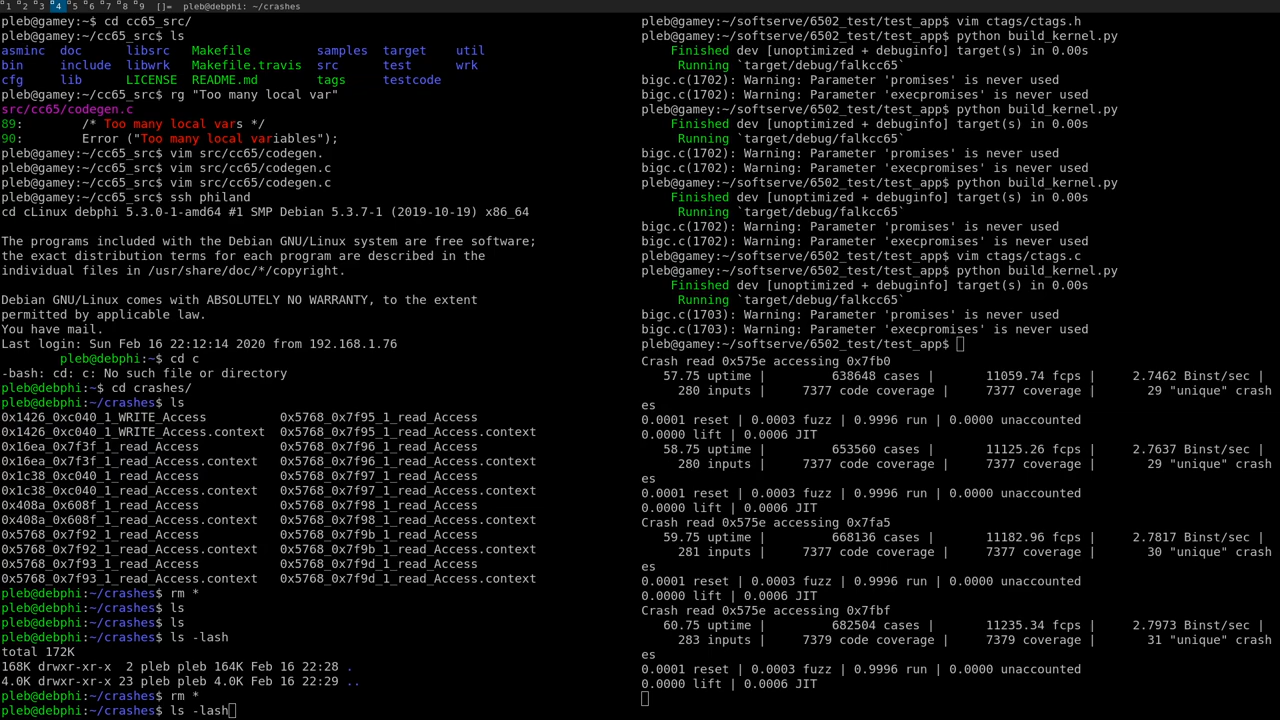 1 2 3 4 5 6 7 8 9 []= pleb@debphi: ~/crashes
pleb@gamey:~$ cd cc65_src/
pleb@gamey:~/cc65_src$ ls
asminc doc libsrc Makefile samples target util
bin include libwrk Makefile.travis src test wrk
cfg lib LICENSE README.md tags testcode
pleb@gamey:~/cc65_src$ rg "Too many local var"
src/cc65/codegen.c
89: /* Too many local vars */
90: Error ("Too many local variables");
pleb@gamey:~/cc65_src$ vim src/cc65/codegen.
pleb@gamey:~/cc65_src$ vim src/cc65/codegen.c
pleb@gamey:~/cc65_src$ vim src/cc65/codegen.c
pleb@gamey:~/cc65_src$ ssh philand
cd cLinux debphi 5.3.0-1-amd64 #1 SMP Debian 5.3.7-1 (2019-10-19) x86_64
The programs included with the Debian GNU/Linux system are free software;
the exact distribution terms for each program are described in the
individual files in /usr/share/doc/*/copyright.
Debian GNU/Linux comes with ABSOLUTELY NO WARRANTY, to the extent
permitted by applicable law.
You have mail.
Last login: Sun Feb 16 22:12:14 2020 from 192.168.1.76
pleb@debphi:~$ cd c
-bash: cd: c: No such file or directory
pleb@debphi:~$ cd crashes/
pleb@debphi:~/crashes$ ls
0x1426_0xc040_1_WRITE_Access 0x5768_0x7f95_1_read_Access
0x1426_0xc040_1_WRITE_Access.context 0x5768_0x7f95_1_read_Access.context
0x16ea_0x7f3f_1_read_Access 0x5768_0x7f96_1_read_Access
0x16ea_0x7f3f_1_read_Access.context 0x5768_0x7f96_1_read_Access.context
0x1c38_0xc040_1_read_Access 0x5768_0x7f97_1_read_Access
0x1c38_0xc040_1_read_Access.context 0x5768_0x7f97_1_read_Access.context
0x408a_0x608f_1_read_Access 0x5768_0x7f98_1_read_Access
0x408a_0x608f_1_read_Access.context 0x5768_0x7f98_1_read_Access.context
0x5768_0x7f92_1_read_Access 0x5768_0x7f9b_1_read_Access
0x5768_0x7f92_1_read_Access.context 0x5768_0x7f9b_1_read_Access.context
0x5768_0x7f93_1_read_Access 0x5768_0x7f9d_1_read_Access
0x5768_0x7f93_1_read_Access.context 0x5768_0x7f9d_1_read_Access.context
pleb@debphi:~/crashes$ rm *
pleb@debphi:~/crashes$ ls
pleb@debphi:~/crashes$ ls
pleb@debphi:~/crashes$ ls -lash
total 172K
168K drwxr-xr-x 2 pleb pleb 164K Feb 16 22:28 .
4.0K drwxr-xr-x 23 pleb pleb 4.0K Feb 16 22:29 ..
pleb@debphi:~/crashes$ rm *
pleb@debphi:~/crashes$ ls -lash
pleb@gamey:~/softserve/6502_test/test_app$ vim ctags/ctags.h
pleb@gamey:~/softserve/6502_test/test_app$ python build_kernel.py
Finished dev [unoptimized + debuginfo] target(s) in 0.00s
Running `target/debug/falkcc65`
bigc.c(1702): Warning: Parameter 'promises' is never used
bigc.c(1702): Warning: Parameter 'execpromises' is never used
pleb@gamey:~/softserve/6502_test/test_app$ python build_kernel.py
Finished dev [unoptimized + debuginfo] target(s) in 0.00s
Running `target/debug/falkcc65`
bigc.c(1702): Warning: Parameter 'promises' is never used
bigc.c(1702): Warning: Parameter 'execpromises' is never used
pleb@gamey:~/softserve/6502_test/test_app$ python build_kernel.py
Finished dev [unoptimized + debuginfo] target(s) in 0.00s
Running `target/debug/falkcc65`
bigc.c(1702): Warning: Parameter 'promises' is never used
bigc.c(1702): Warning: Parameter 'execpromises' is never used
pleb@gamey:~/softserve/6502_test/test_app$ vim ctags/ctags.c
pleb@gamey:~/softserve/6502_test/test_app$ python build_kernel.py
Finished dev [unoptimized + debuginfo] target(s) in 0.00s
Running `target/debug/falkcc65`
bigc.c(1703): Warning: Parameter 'promises' is never used
bigc.c(1703): Warning: Parameter 'execpromises' is never used
pleb@gamey:~/softserve/6502_test/test_app$
Crash read 0x575e accessing 0x7fb0
57.75 uptime | 638648 cases | 11059.74 fcps | 2.7462 Binst/sec |
280 inputs | 7377 code coverage | 7377 coverage | 29 "unique" crash
es
0.0001 reset | 0.0003 fuzz | 0.9996 run | 0.0000 unaccounted
0.0000 lift | 0.0006 JIT
58.75 uptime | 653560 cases | 11125.26 fcps | 2.7637 Binst/sec |
280 inputs | 7377 code coverage | 7377 coverage | 29 "unique" crash
es
0.0001 reset | 0.0003 fuzz | 0.9996 run | 0.0000 unaccounted
0.0000 lift | 0.0006 JIT
Crash read 0x575e accessing 0x7fa5
59.75 uptime | 668136 cases | 11182.96 fcps | 2.7817 Binst/sec |
281 inputs | 7377 code coverage | 7377 coverage | 30 "unique" crash
es
0.0001 reset | 0.0003 fuzz | 0.9996 run | 0.0000 unaccounted
0.0000 lift | 0.0006 JIT
Crash read 0x575e accessing 0x7fbf
60.75 uptime | 682504 cases | 11235.34 fcps | 2.7973 Binst/sec |
283 inputs | 7379 code coverage | 7379 coverage | 31 "unique" crash
es
0.0001 reset | 0.0003 fuzz | 0.9996 run | 0.0000 unaccounted
0.0000 lift | 0.0006 JIT